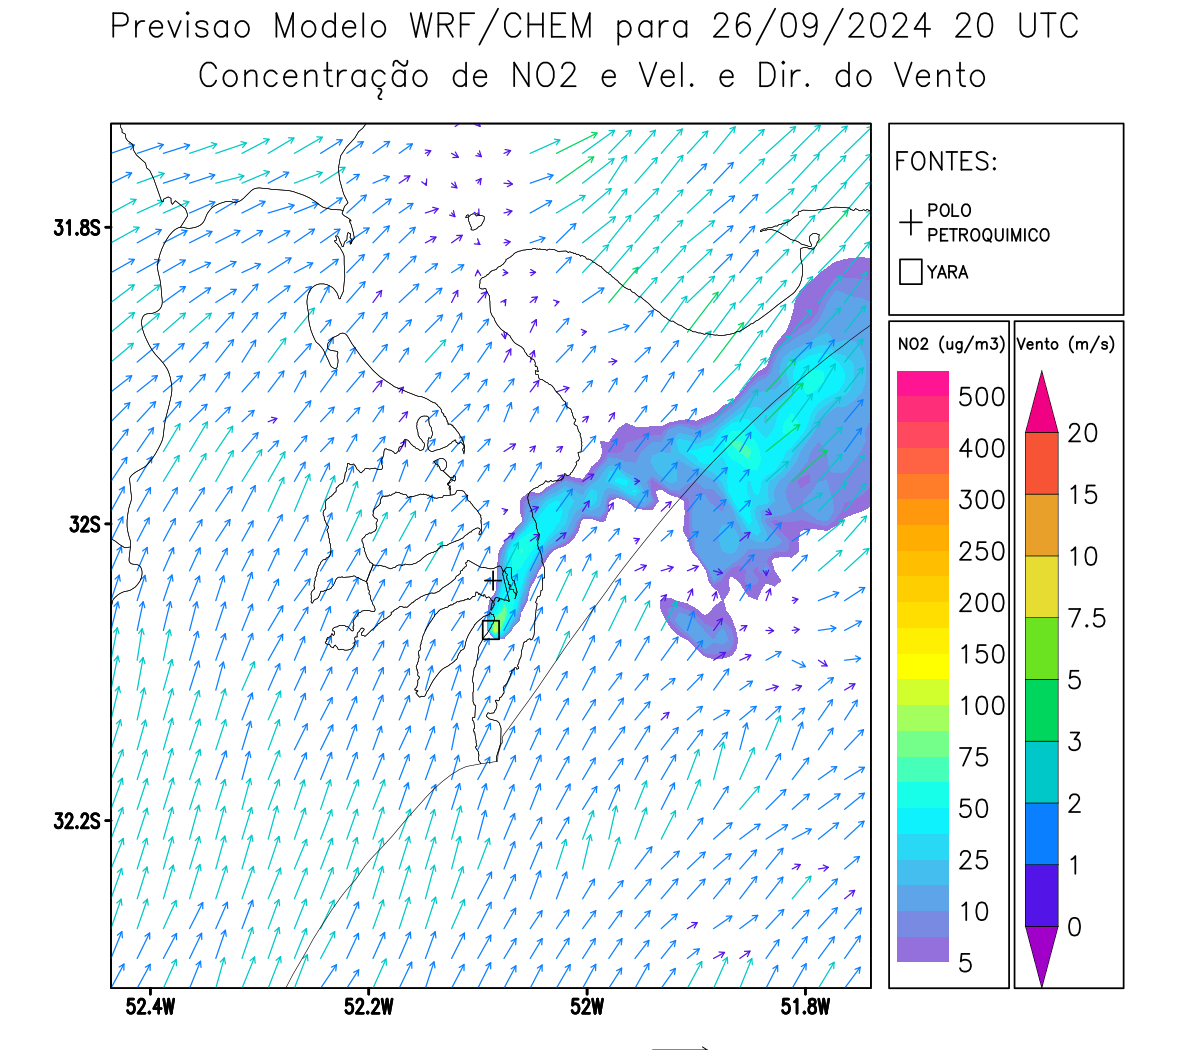 Previsao Modelo WRF/CHEM para 26/09/2024 20 UTC
Concentração de NO2 e Vel. e Dir. do Vento
FONTES:
POLO
PETROQUIMICO
YARA
NO2 (ug/m3)
500
400
300
250
200
150
100
75
50
25
10
5
Vento (m/s)
20
15
10
7.5
5
3
2
1
0
31.8S
32S
32.2S
52.4W
52.2W
52W
51.8W